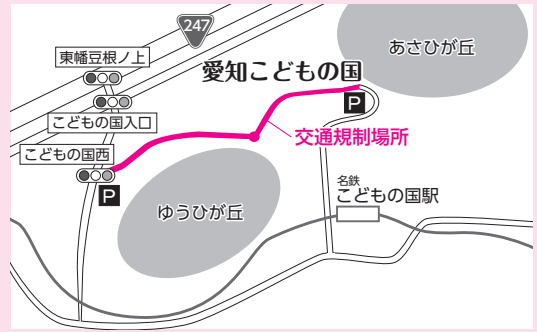 247
東幡豆根ノ上
あさひが丘
愛知こどもの国
P
こどもの国入口
交通規制場所
こどもの国西
P
名鉄
こどもの国駅
ゆうひが丘